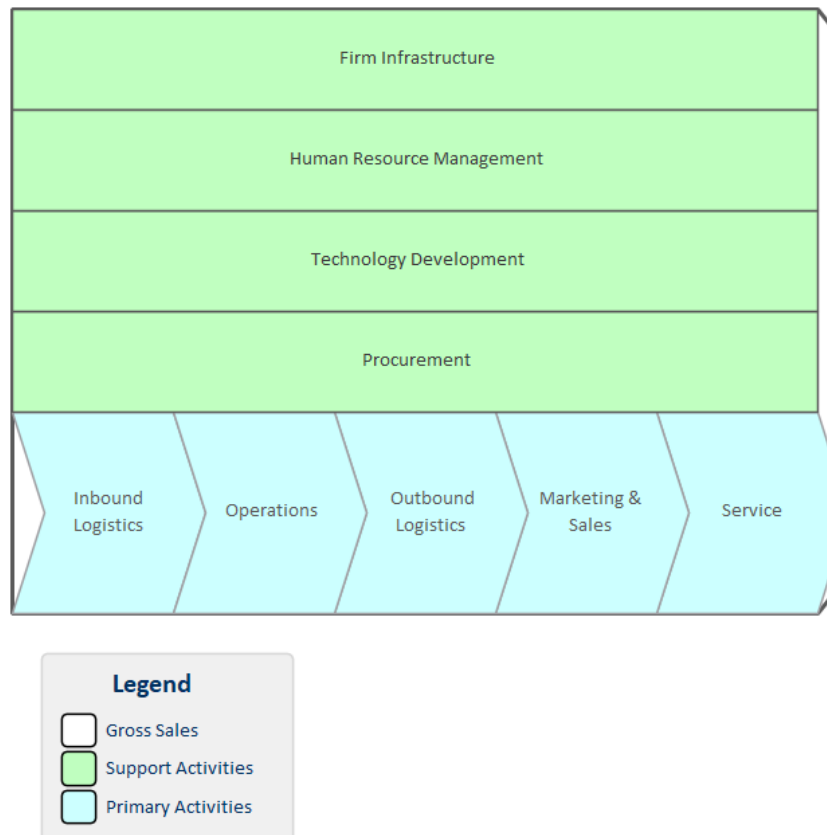 Firm Infrastructure
Human Resource Management
Technology Development
Procurement
Inbound
Logistics
Operations
Outbound
Logistics
Marketing &
Sales
Service
Legend
Gross Sales
Support Activities
Primary Activities